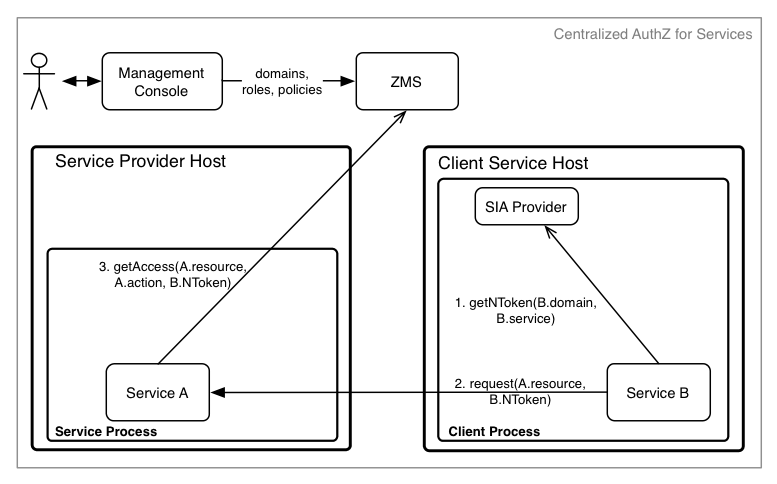 Centralized AuthZ for Services
Management
Console
domains,
roles, policies
ZMS
Service Provider Host
Client Service Host
SIA Provider
3. getAccess(A.resource,
A.action, B.NToken)
1. getNToken(B.domain,
B.service)
Service A
2. request(A.resource,
B.NToken)
Service B
Service Process
Client Process